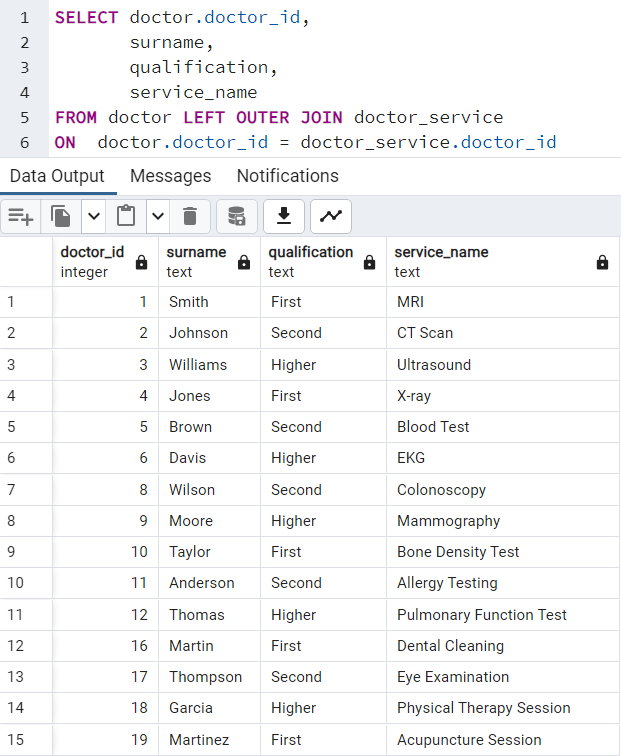 1 SELECT doctor.doctor_id,
2 surname,
3 qualification,
4 service_name
5 FROM doctor LEFT OUTER JOIN doctor_service
6 ON doctor.doctor_id = doctor_service.doctor_id
Data Output Messages Notifications
doctor_id surname qualification service_name
integer text text text
1 1 Smith First MRI
2 2 Johnson Second CT Scan
3 3 Williams Higher Ultrasound
4 4 Jones First X-ray
5 5 Brown Second Blood Test
6 6 Davis Higher EKG
7 8 Wilson Second Colonoscopy
8 9 Moore Higher Mammography
9 10 Taylor First Bone Density Test
10 11 Anderson Second Allergy Testing
11 12 Thomas Higher Pulmonary Function Test
12 16 Martin First Dental Cleaning
13 17 Thompson Second Eye Examination
14 18 Garcia Higher Physical Therapy Session
15 19 Martinez First Acupuncture Session